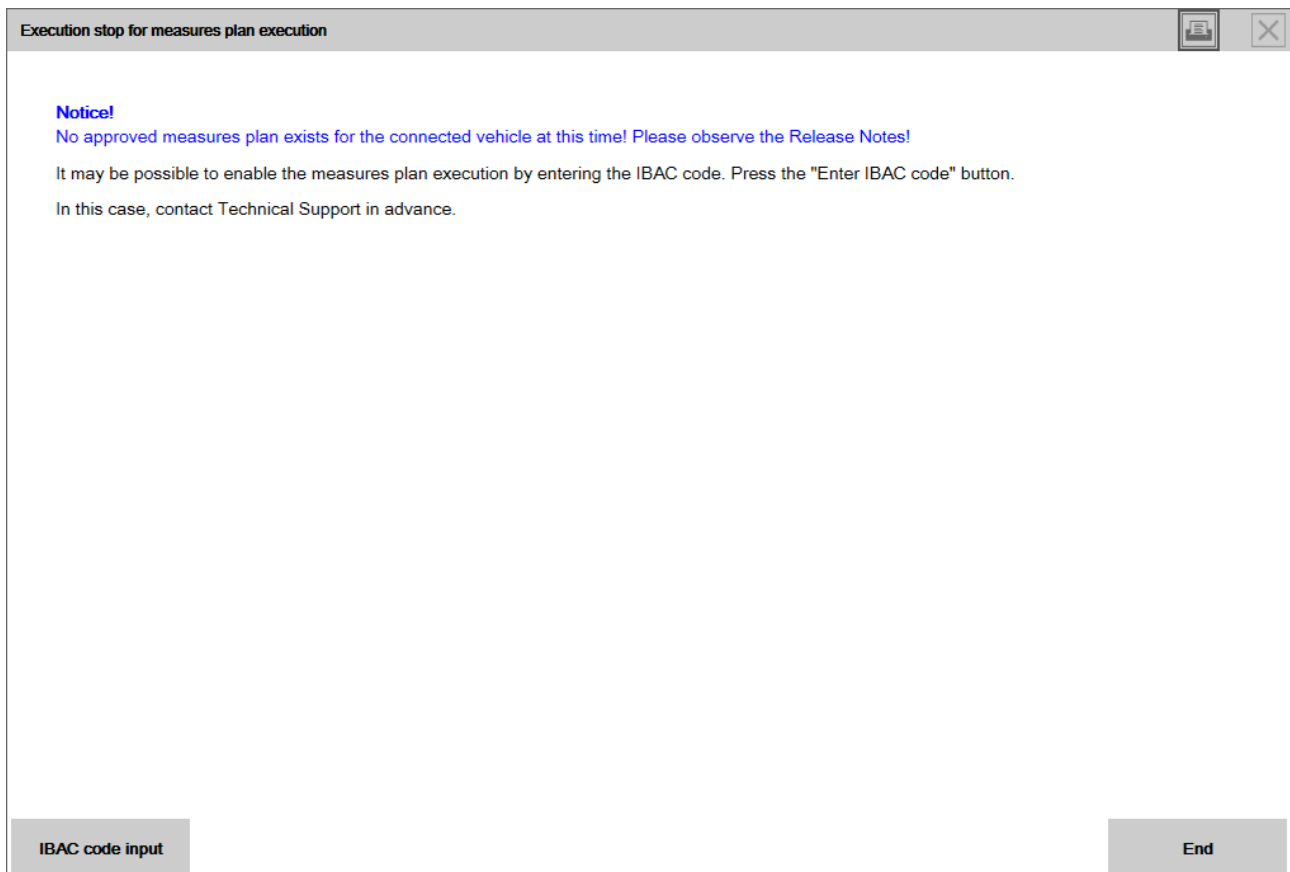 Execution stop for measures plan execution
Notice!
No approved measures plan exists for the connected vehicle at this time! Please observe the Release Notes!
It may be possible to enable the measures plan execution by entering the IBAC code. Press the "Enter IBAC code" button.
In this case, contact Technical Support in advance.
IBAC code input
End